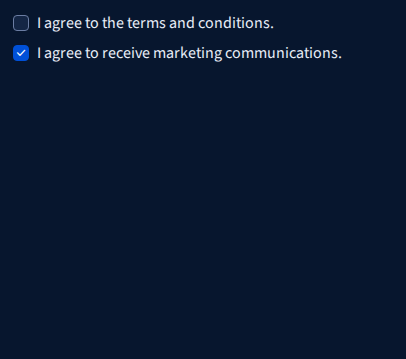 I agree to the terms and conditions.
I agree to receive marketing communications.